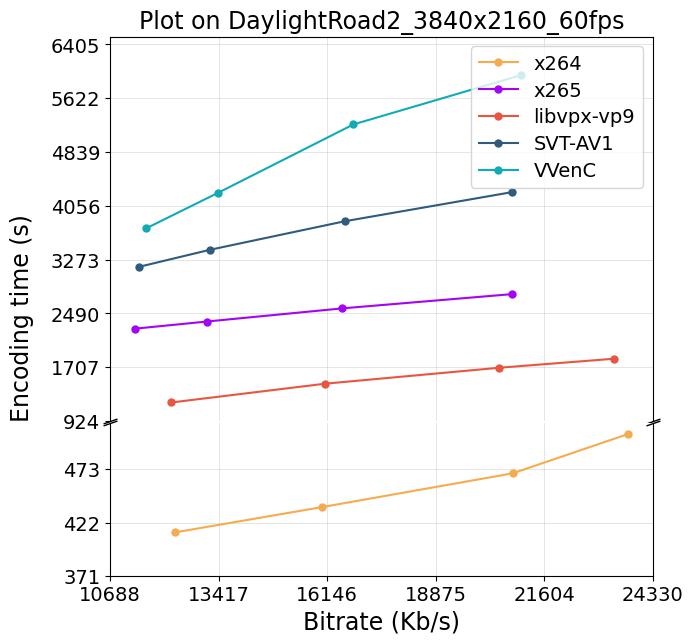 Plot on DaylightRoad2_3840x2160_60fps
6405
5622
4839
4056
3273
2490
1707
924
473
422
371
Encoding time (s)
x264
x265
libvpx-vp9
SVT-AV1
VVenC
10688 13417 16146 18875 21604 24330
Bitrate (Kb/s)